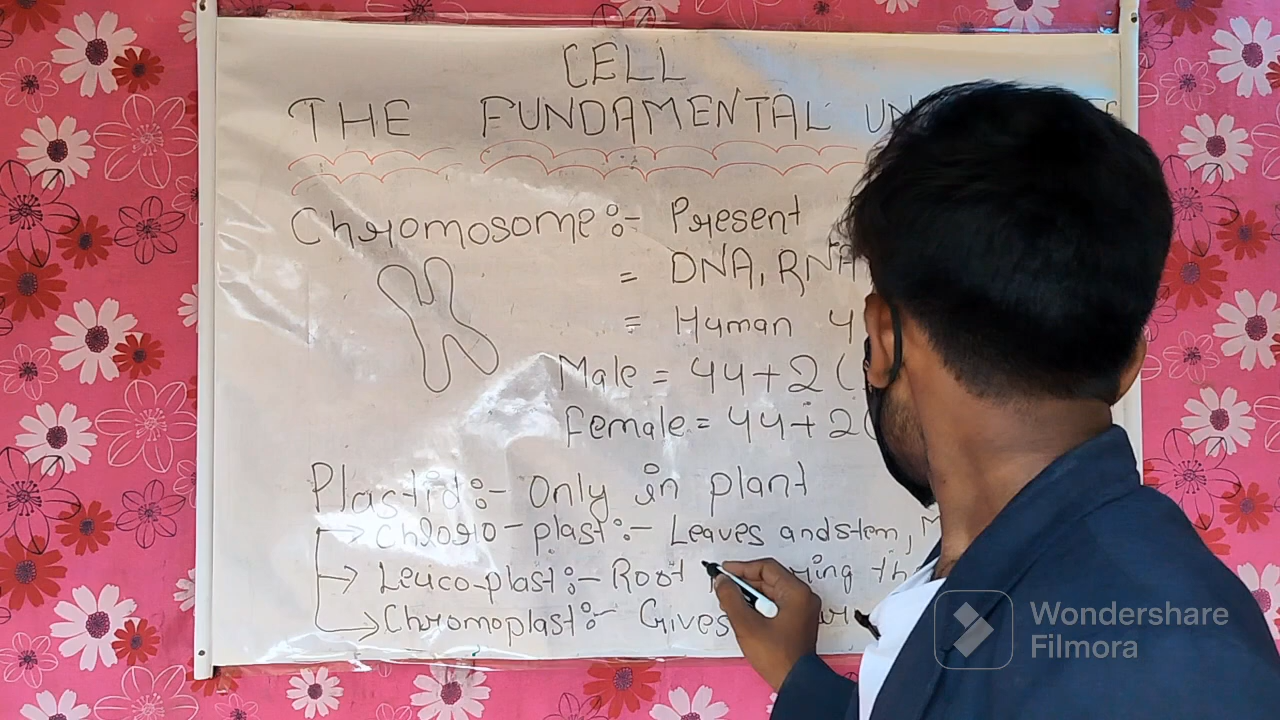 CELL
THE FUNDAMENTAL
Chromosome :- Present
= DNA, RNA
= Human
Male = 44+2 (
Female = 44+2(
Plastid :- Only in plant
→ Chloro-plast :- Leaves and stem,
→ Leuco-plast :- Root
→ Chromoplast :- Gives
Wondershare
Filmora